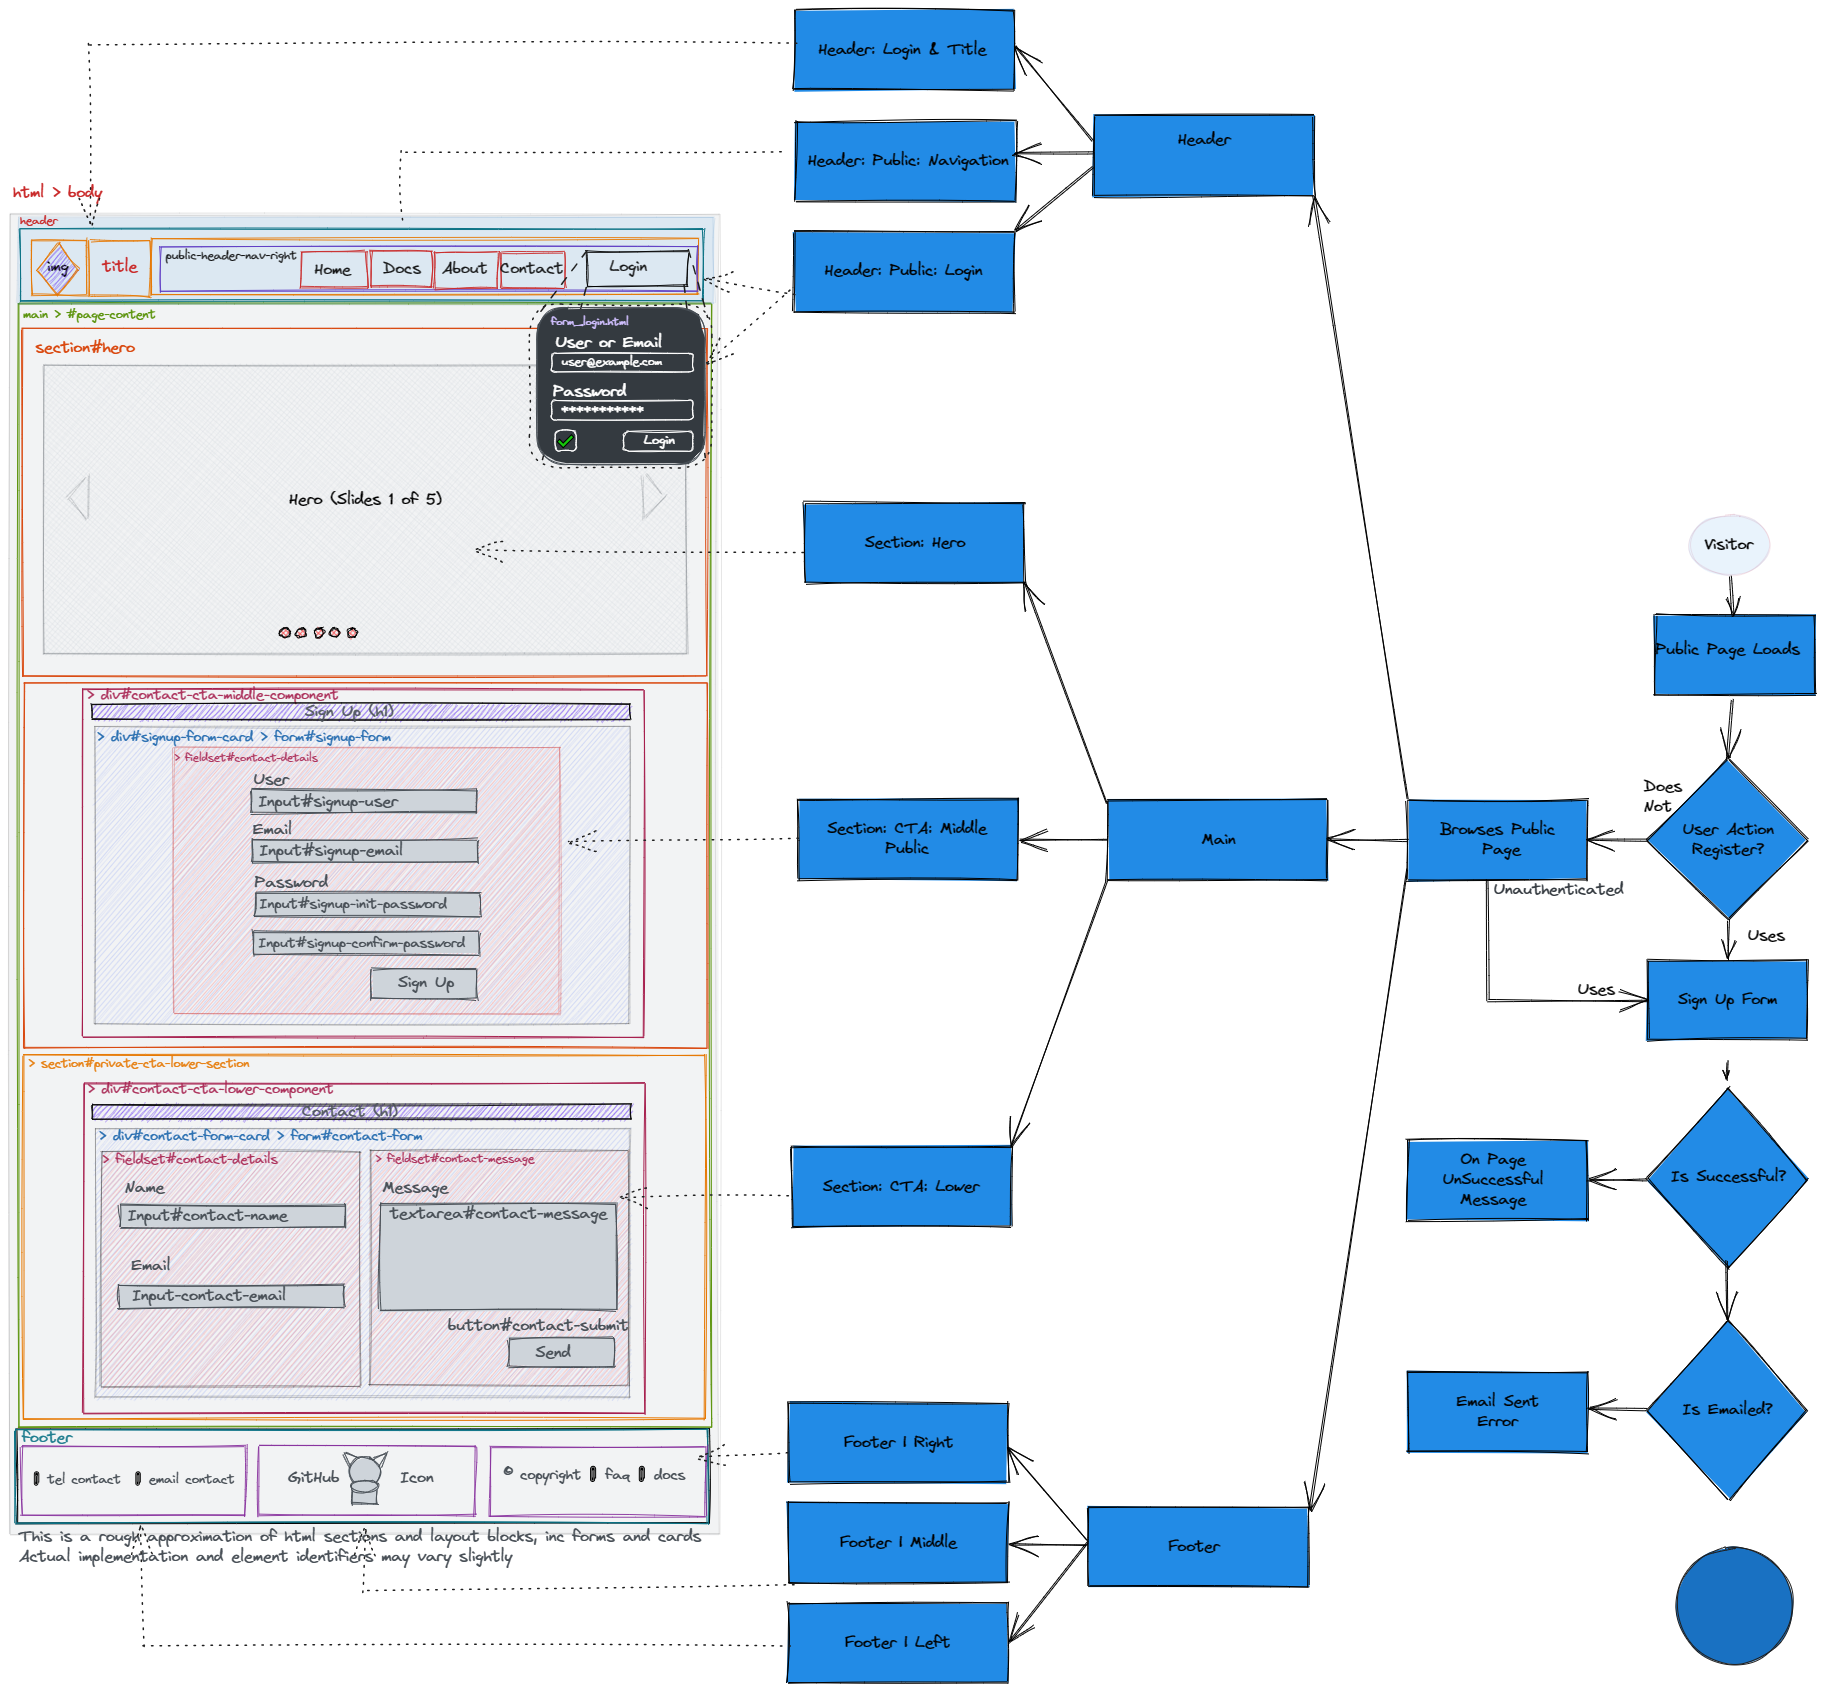 html > body
header
img
title
public-header-nav-right
Home
Docs
About
Contact
Login
main > #page-content
section#hero
form_login.html
User or Email
user@example.com
Password
***********
Login
Hero (Slides 1 of 5)
> div#contact-cta-middle-component
Sign Up (h1)
> div#signup-form-card > form#signup-form
> fieldset#contact-details
User
Input#signup-user
Email
Input#signup-email
Password
Input#signup-init-password
Input#signup-confirm-password
Sign Up
> section#private-cta-lower-section
> div#contact-cta-lower-component
Contact (h1)
> div#contact-form-card > form#contact-form
> fieldset#contact-details
Name
Input#contact-name
Email
Input-contact-email
> fieldset#contact-message
Message
textarea#contact-message
button#contact-submit
Send
footer
tel contact
email contact
GitHub
Icon
© copyright
faq
docs
This is a rough approximation of html sections and layout blocks, inc forms and cards
Actual implementation and element identifiers may vary slightly
Header: Login & Title
Header: Public: Navigation
Header: Public: Login
Header
Section: Hero
Section: CTA: Middle
Public
Section: CTA: Lower
Main
Footer | Right
Footer | Middle
Footer | Left
Footer
Visitor
Public Page Loads
Does
Not
User Action
Register?
Browses Public
Page
Unauthenticated
Uses
Uses
Sign Up Form
Is Successful?
On Page
UnSuccessful
Message
Is Emailed?
Email Sent
Error